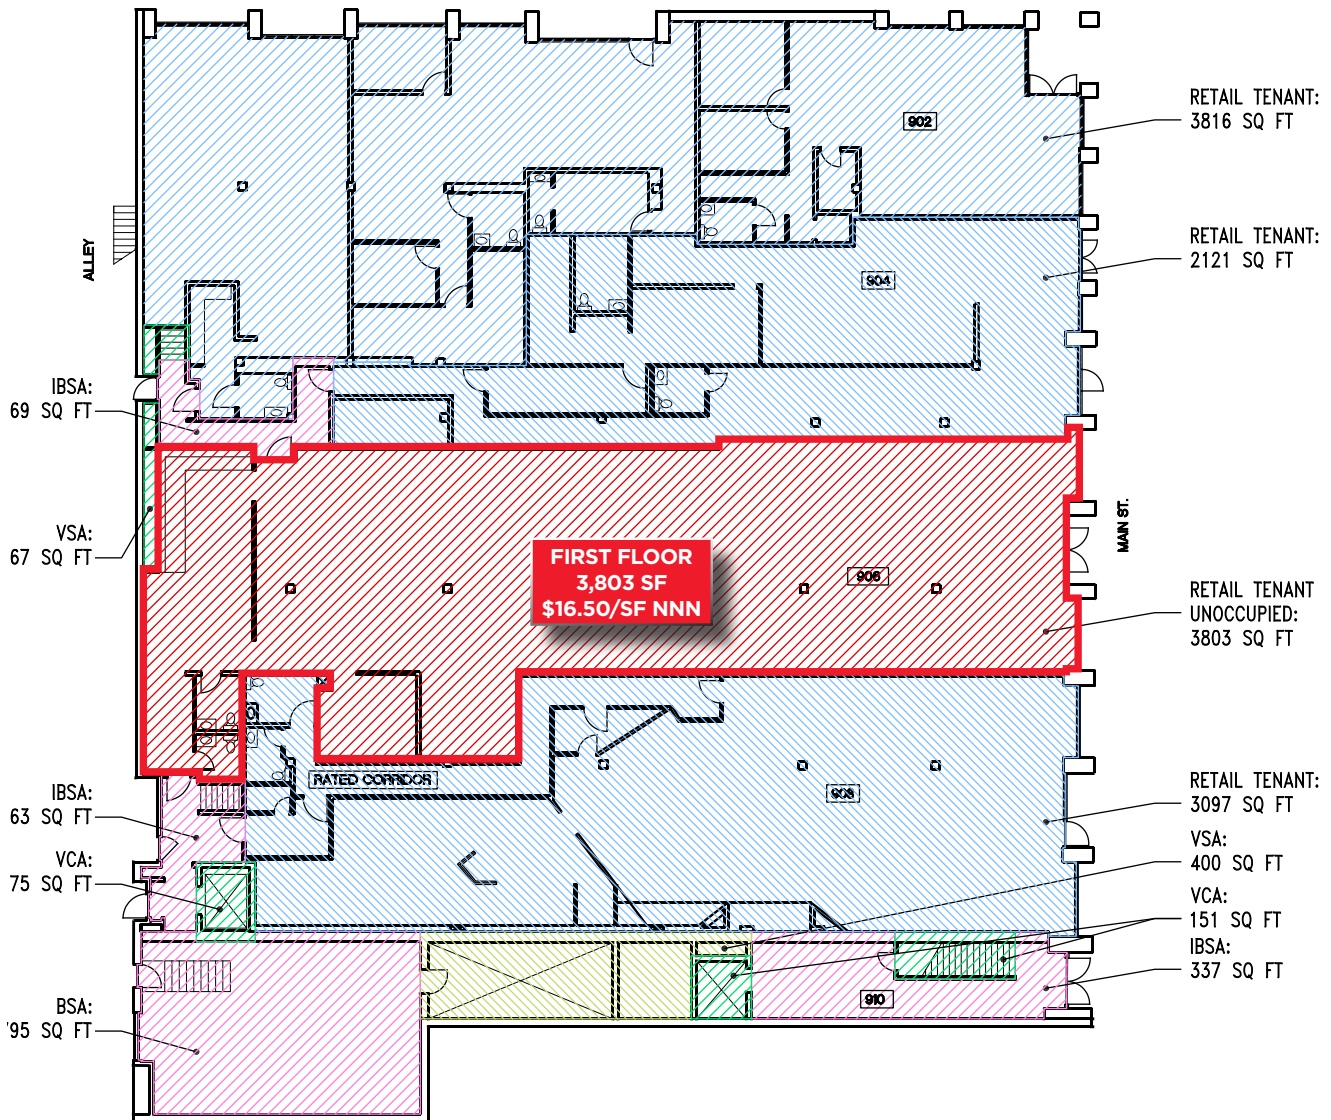 RETAIL TENANT:
3816 SQ FT
902
RETAIL TENANT:
2121 SQ FT
904
ALLEY
IBSA:
69 SQ FT
VSA:
67 SQ FT
MAIN ST.
FIRST FLOOR
3,803 SF
$16.50/SF NNN
906
RETAIL TENANT
UNOCCUPIED:
3803 SQ FT
RATED CORRIDOR
908
RETAIL TENANT:
3097 SQ FT
IBSA:
63 SQ FT
VCA:
75 SQ FT
VSA:
400 SQ FT
VCA:
151 SQ FT
IBSA:
337 SQ FT
910
BSA:
95 SQ FT